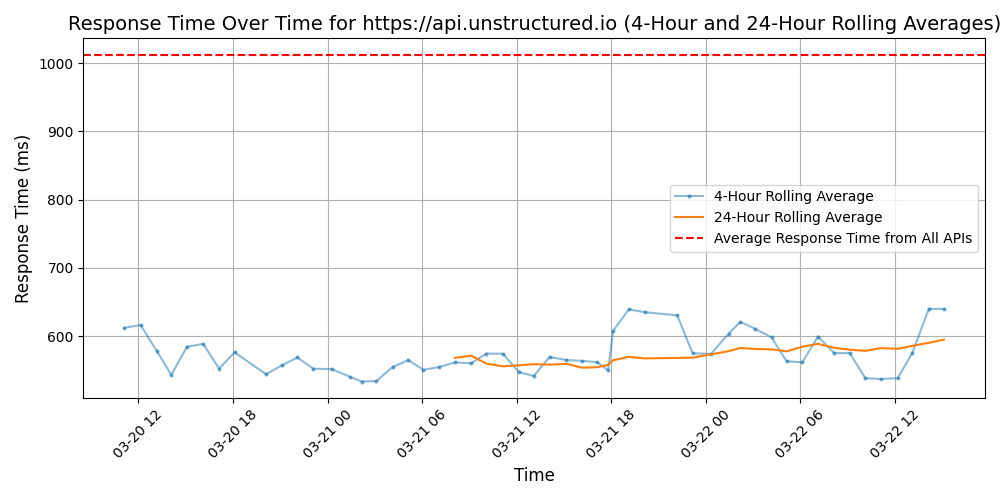 Response Time Over Time for https://api.unstructured.io (4-Hour and 24-Hour Rolling Averages)
Response Time (ms)
1000
900
800
700
600
4-Hour Rolling Average
24-Hour Rolling Average
Average Response Time from All APIs
03-20 12
03-20 18
03-21 00
03-21 06
03-21 12
03-21 18
03-22 00
03-22 06
03-22 12
Time